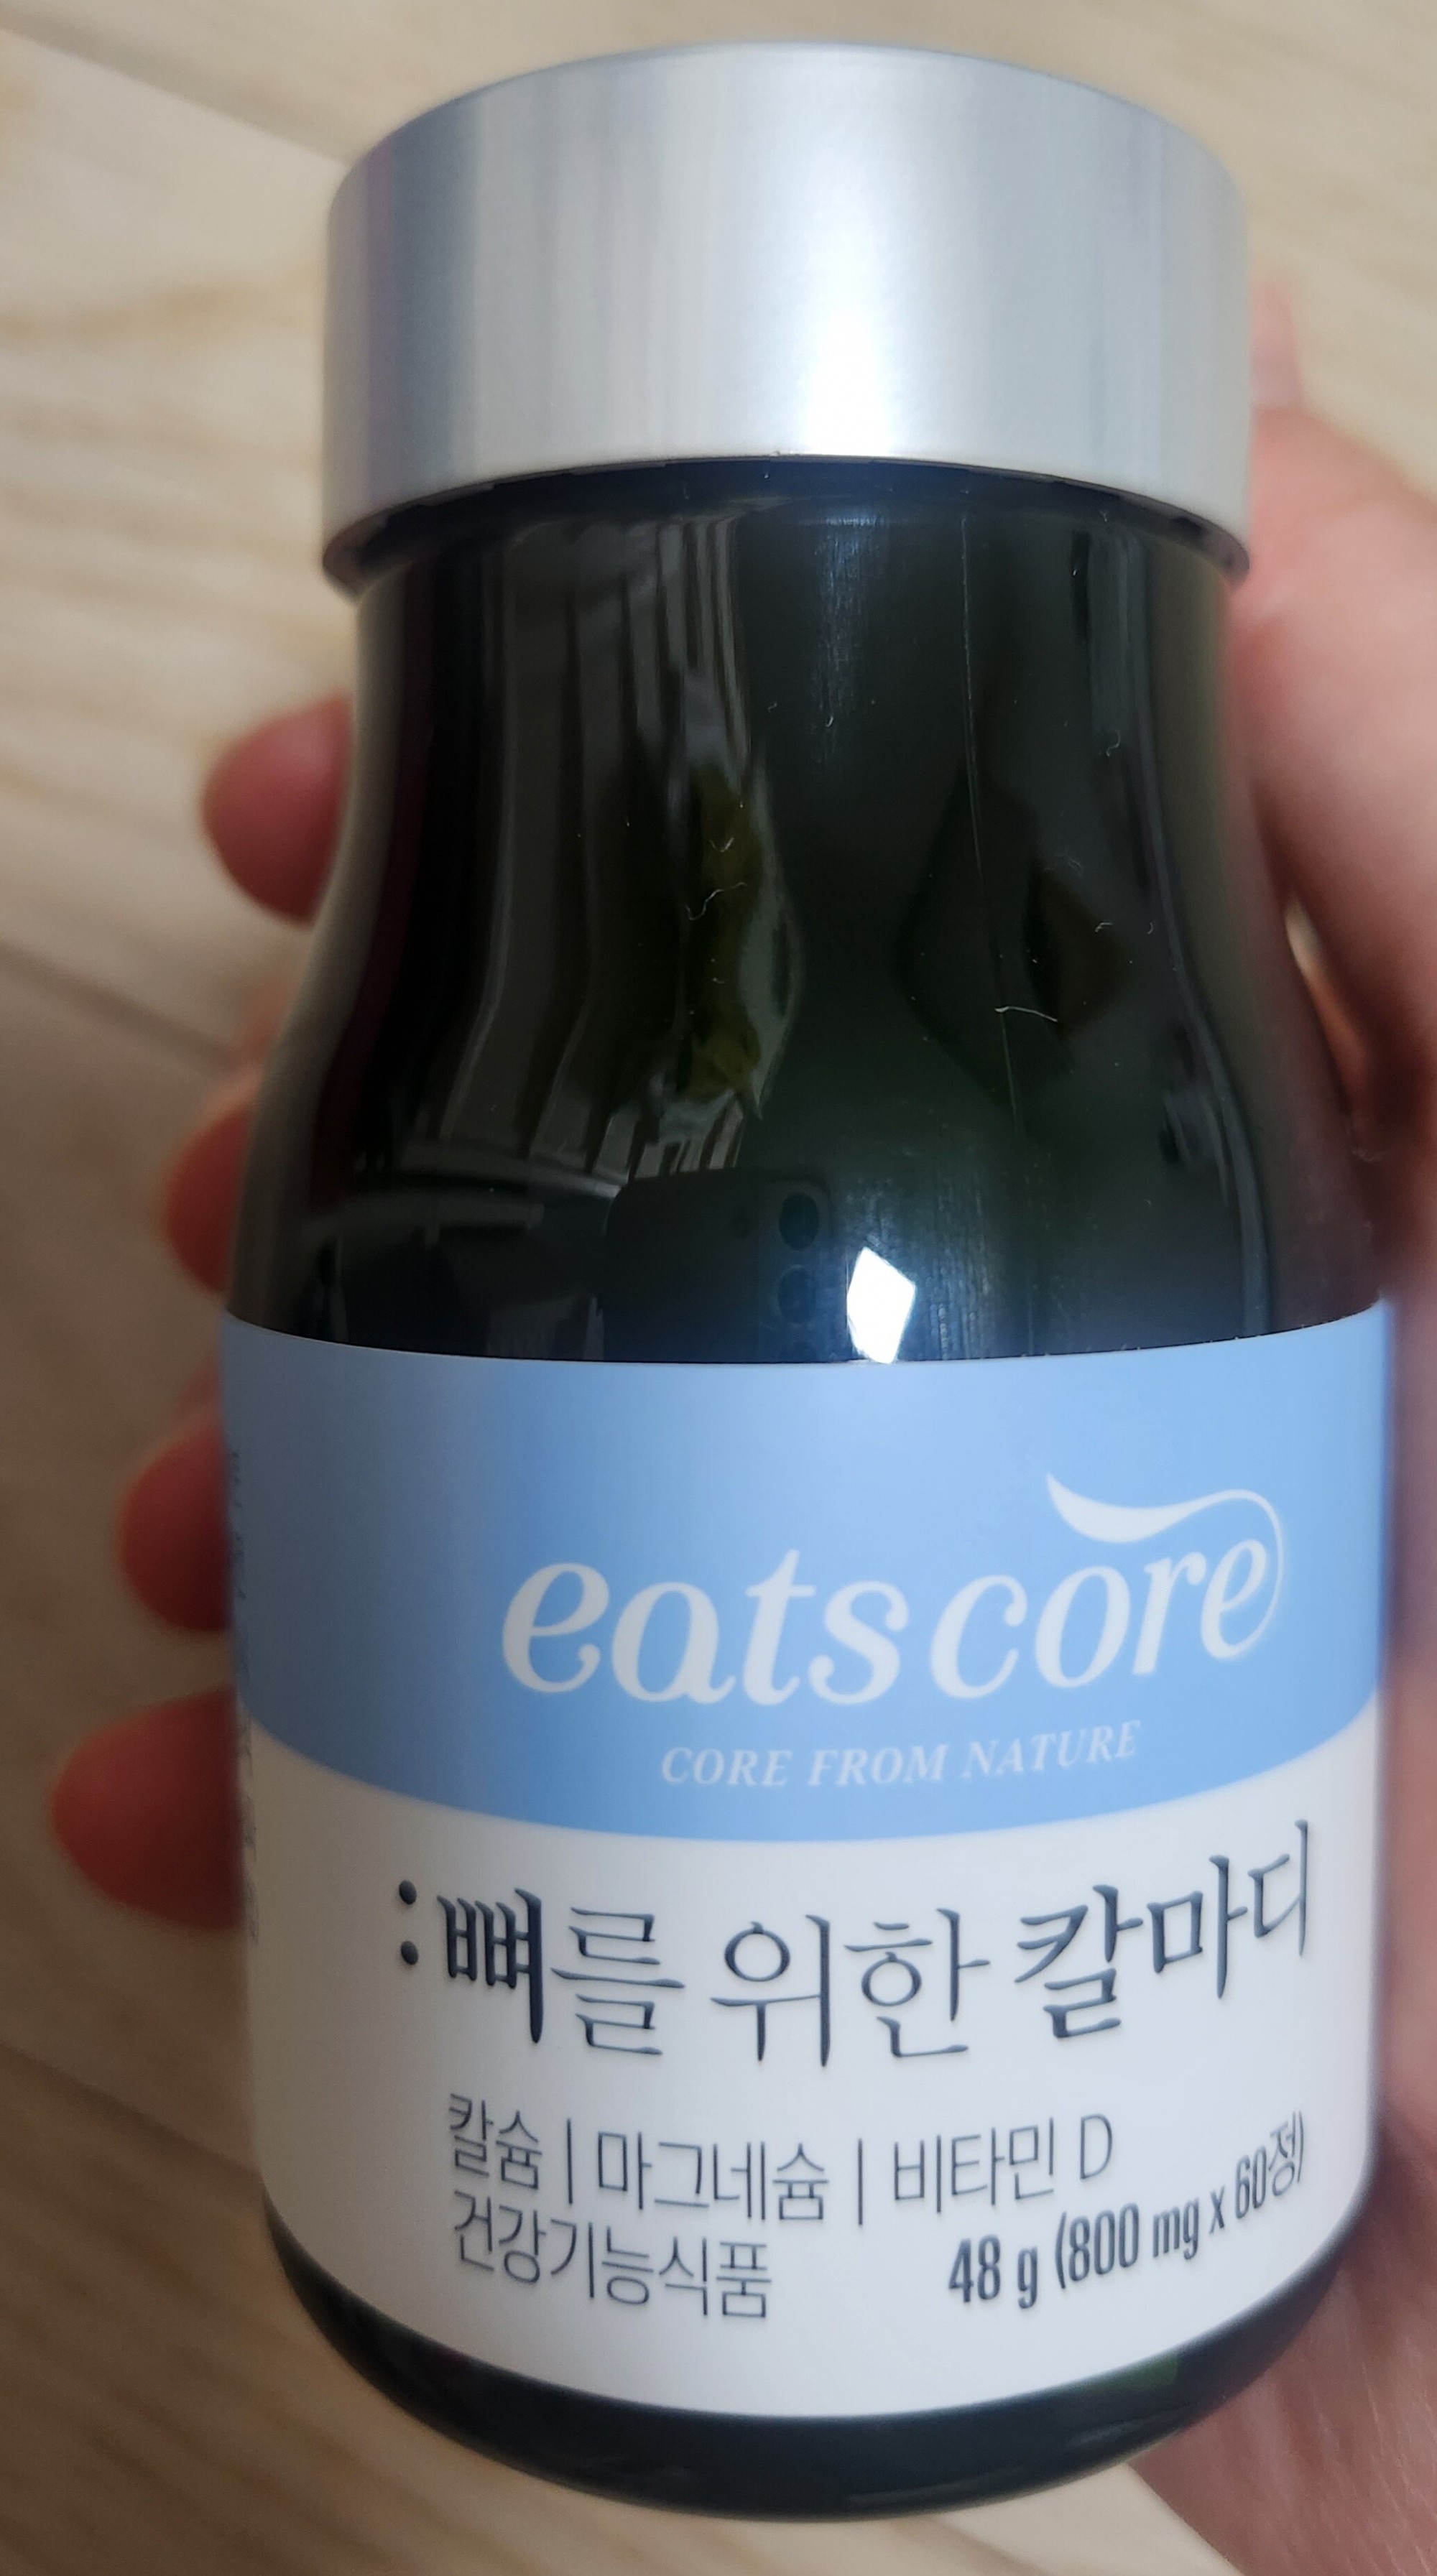 eatscore
CORE FROM NATURE
:뼈를 위한 칼마디
칼슘 | 마그네슘 | 비타민 D
건강기능식품 48 g (800 mg x 60정)